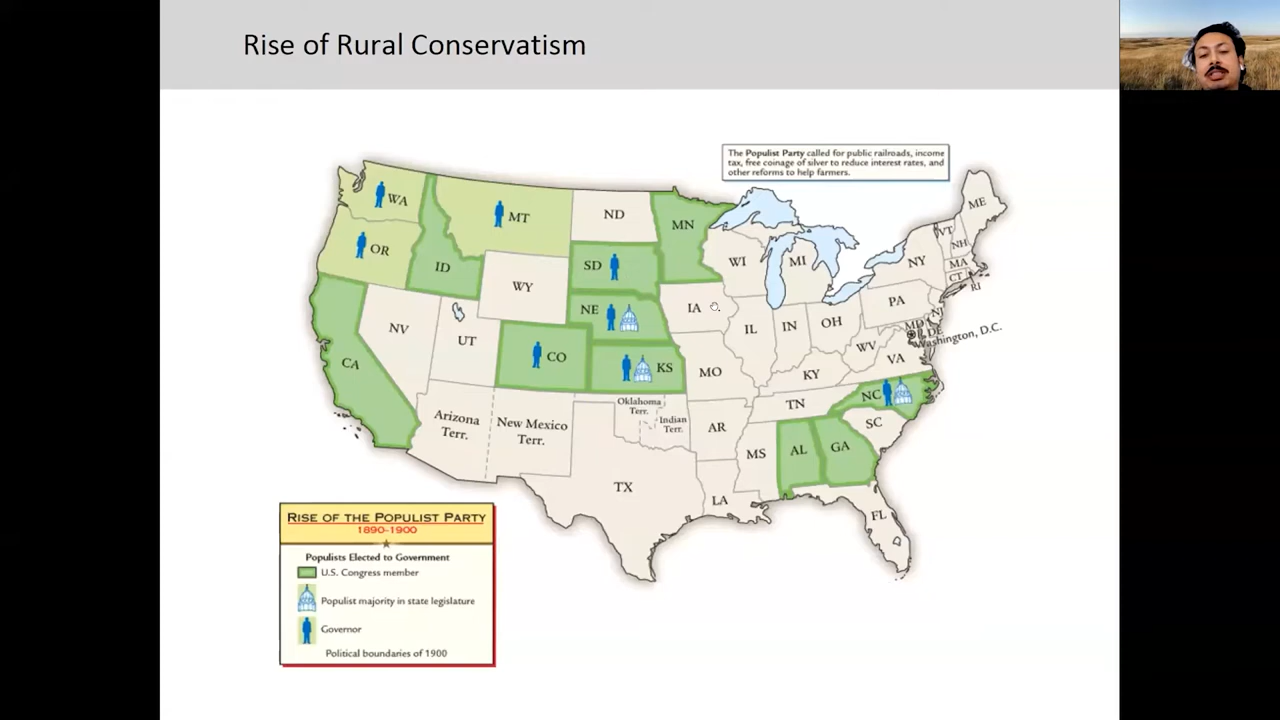 Rise of Rural Conservatism
The Populist Party called for public railroads, income
tax, free coinage of silver to reduce interest rates, and
other reforms to help farmers.
WA
MT
ND
MN
ME
OR
ID
SD
WI
MI
VT
NH
NY
MA
CT
RI
WY
NE
IA
PA
NJ
NV
UT
CO
KS
IL
IN
OH
MD
DE
Washington, D.C.
WV
VA
CA
MO
KY
NC
Arizona
Terr.
New Mexico
Terr.
Oklahoma
Terr.
Indian
Terr.
AR
TN
SC
MS
AL
GA
TX
LA
FL
RISE OF THE POPULIST PARTY
1890-1900
Populists Elected to Government
U.S. Congress member
Populist majority in state legislature
Governor
Political boundaries of 1900